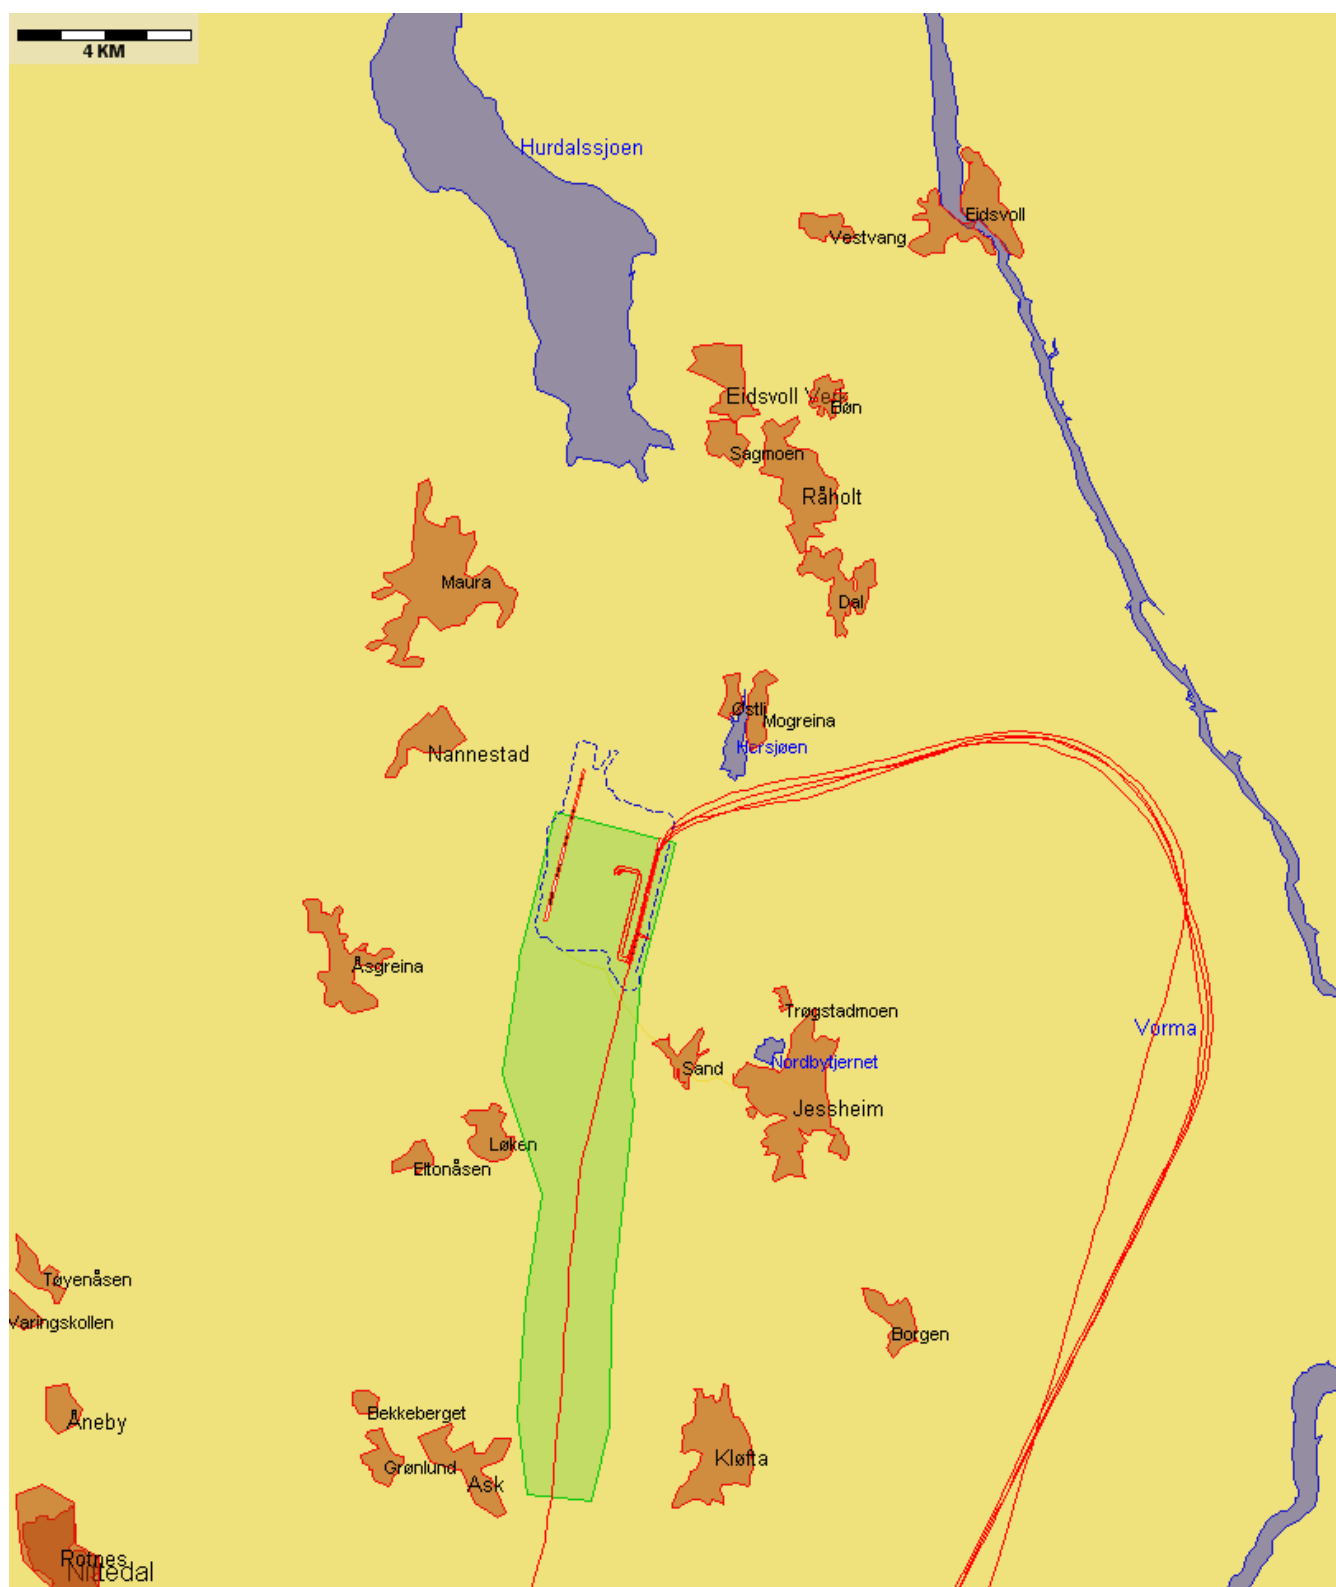 4 KM
Hurdalssjoen
Eidsvoll
Vestvang
Eidsvoll Verk
Bøn
Sagmoen
Råholt
Maura
Dal
Østli
Mogreina
Hersjøen
Nannestad
Åsgreina
Trøgstadmoen
Vorma
Nordbytjernet
Sand
Jessheim
Løken
Eltonåsen
Tøyenåsen
Varingskollen
Borgen
Bekkeberget
Åneby
Kløfta
Grønlund
Ask
Rotnes
Nittedal